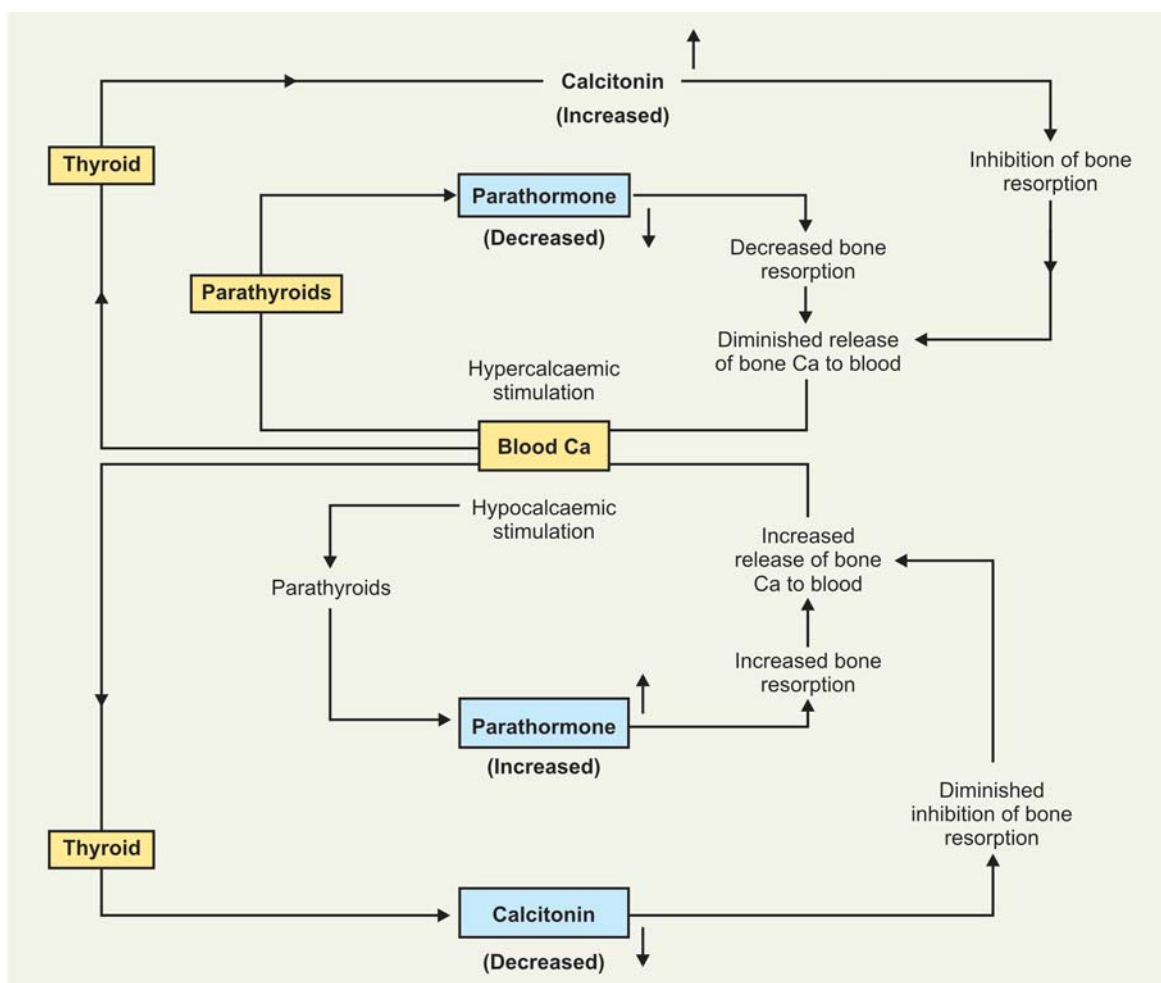 Calcitonin
(Increased)
Thyroid
Inhibition of bone
resorption
Parathormone
(Decreased)
Decreased bone
resorption
Parathyroids
Diminished release
of bone Ca to blood
Hypercalcaemic
stimulation
Blood Ca
Hypocalcaemic
stimulation
Increased
release of bone
Ca to blood
Parathyroids
Increased bone
resorption
Parathormone
(Increased)
Diminished
inhibition of bone
resorption
Thyroid
Calcitonin
(Decreased)